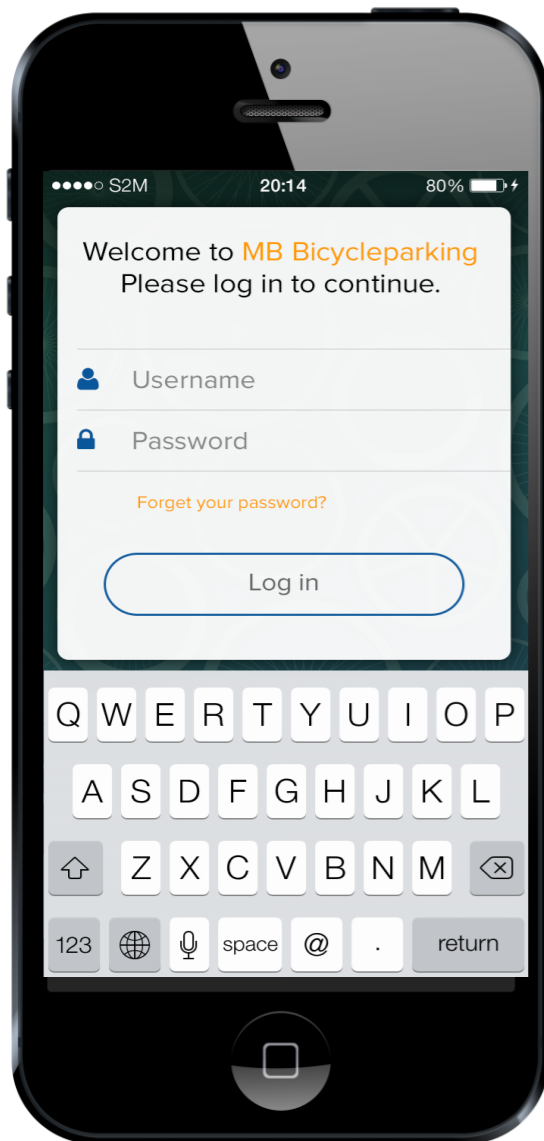 S2M 20:14 80%
Welcome to MB Bicycleparking
Please log in to continue.
Username
Password
Forget your password?
Log in
Q W E R T Y U I O P
A S D F G H J K L
Z X C V B N M
123 space @ . return